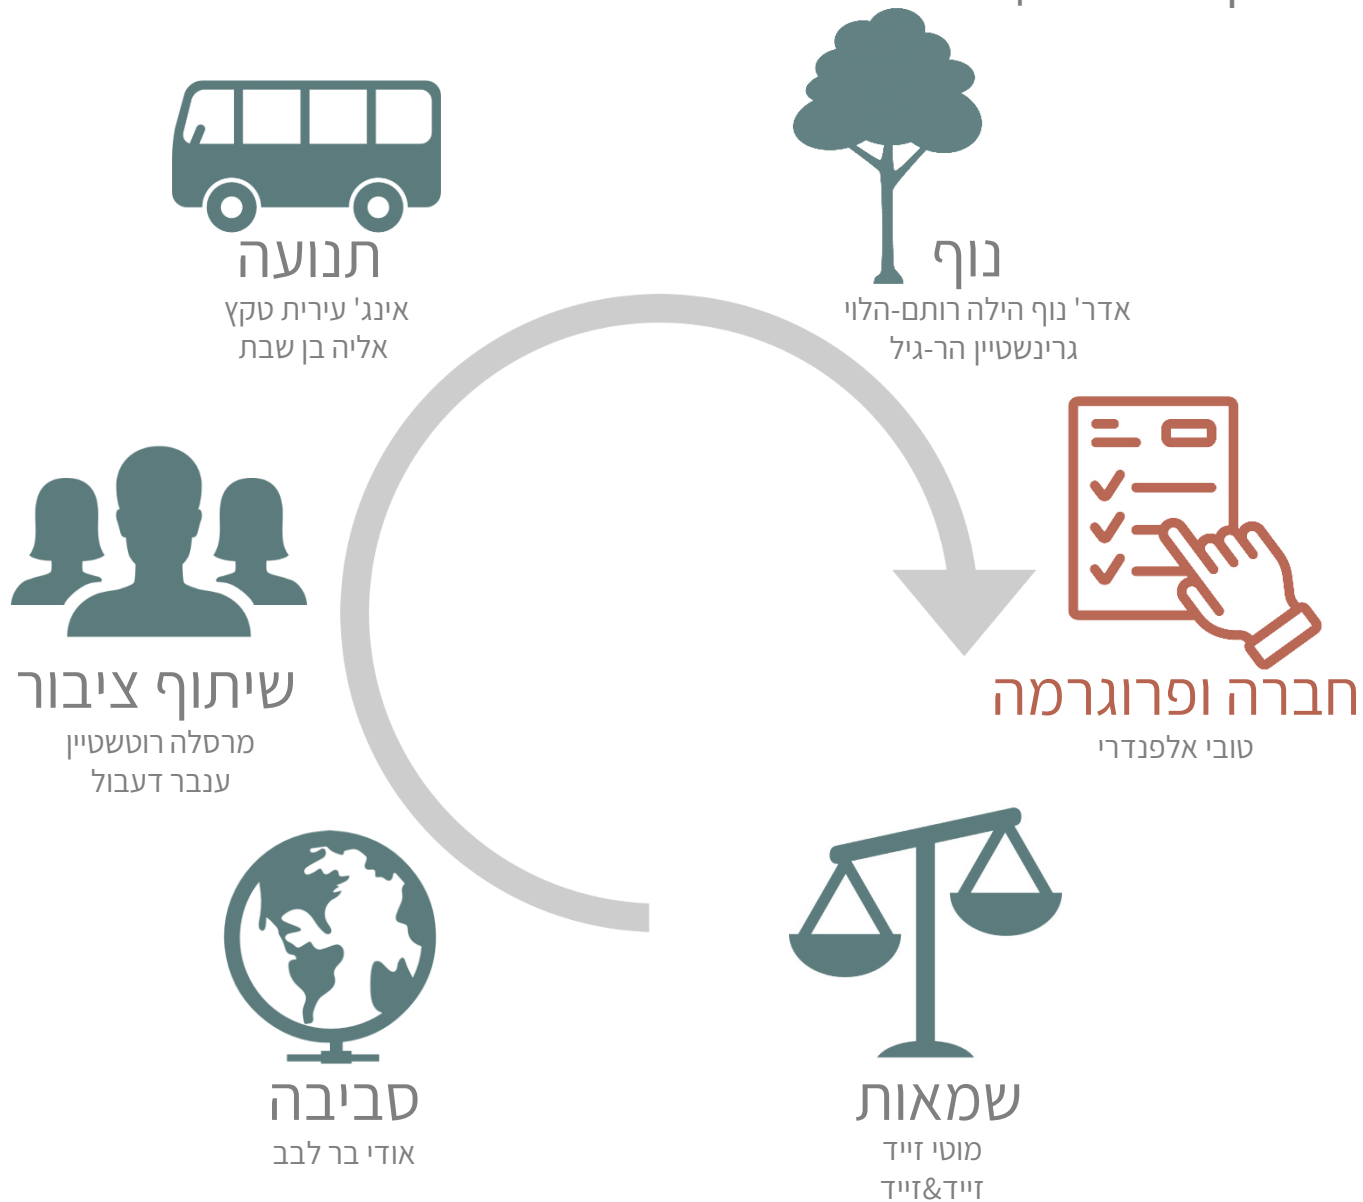 נוף
אדר' נוף הילה רותם-הלוי
גרינשטיין הר-גיל
תנועה
אינג' עירית טקץ
אליה בן שבת
חברה ופרוגרמה
טובי אלפנדרי
שיתוף ציבור
מרסלה רוטשטיין
ענבר דעבול
שמאות
מוטי זייד
זייד&זייד
סביבה
אודי בר לבב